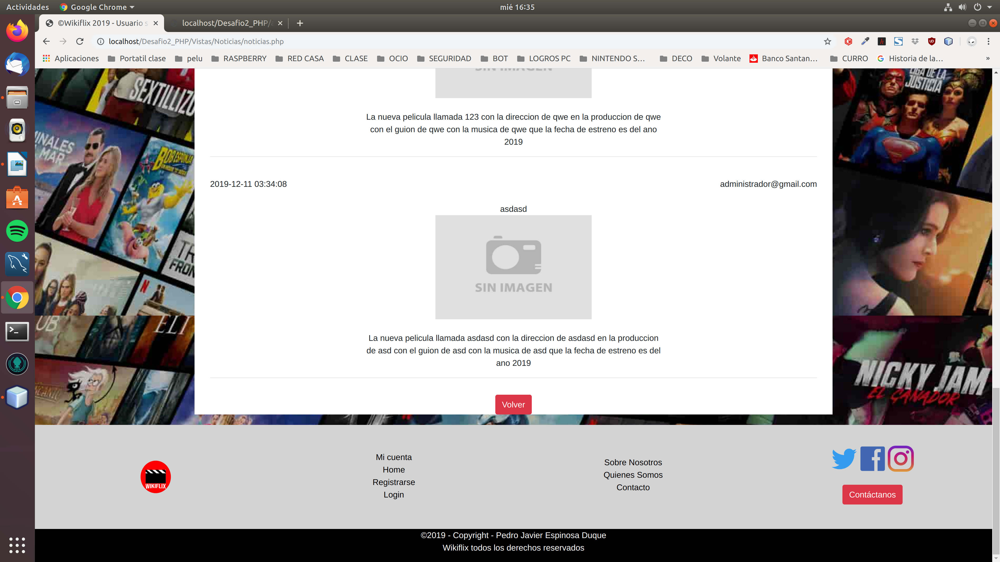 Actividades
Google Chrome
mié 16:35
©Wikiflix 2019 - Usuario s
localhost/Desafio2_PHP/a
localhost/Desafio2_PHP/Vistas/Noticias/noticias.php
Aplicaciones
Portatil clase
pelu
RASPBERRY
RED CASA
CLASE
OCIO
SEGURIDAD
BOT
LOGROS PC
NINTENDO S...
DECO
Volante
Banco Santan...
CURRO
Historia de la...
»
SIN IMAGEN
SEXTILLIZO
LIGA DE LA
JUSTICIA
La nueva pelicula llamada 123 con la direccion de qwe en la produccion de qwe
con el guion de qwe con la musica de qwe que la fecha de estreno es del ano
2019
INALES
MAR
BOB ESPONJA
2019-12-11 03:34:08
administrador@gmail.com
asdasd
SIN IMAGEN
TR
FRON
N
UB
ELI
La nueva pelicula llamada asdasd con la direccion de asdasd en la produccion
de asd con el guion de asd con la musica de asd que la fecha de estreno es del
ano 2019
NICKY JAM
EL GANADOR
Volver
WIKIFLIX
Mi cuenta
Home
Registrarse
Login
Sobre Nosotros
Quienes Somos
Contacto
Contáctanos
©2019 - Copyright - Pedro Javier Espinosa Duque
Wikiflix todos los derechos reservados